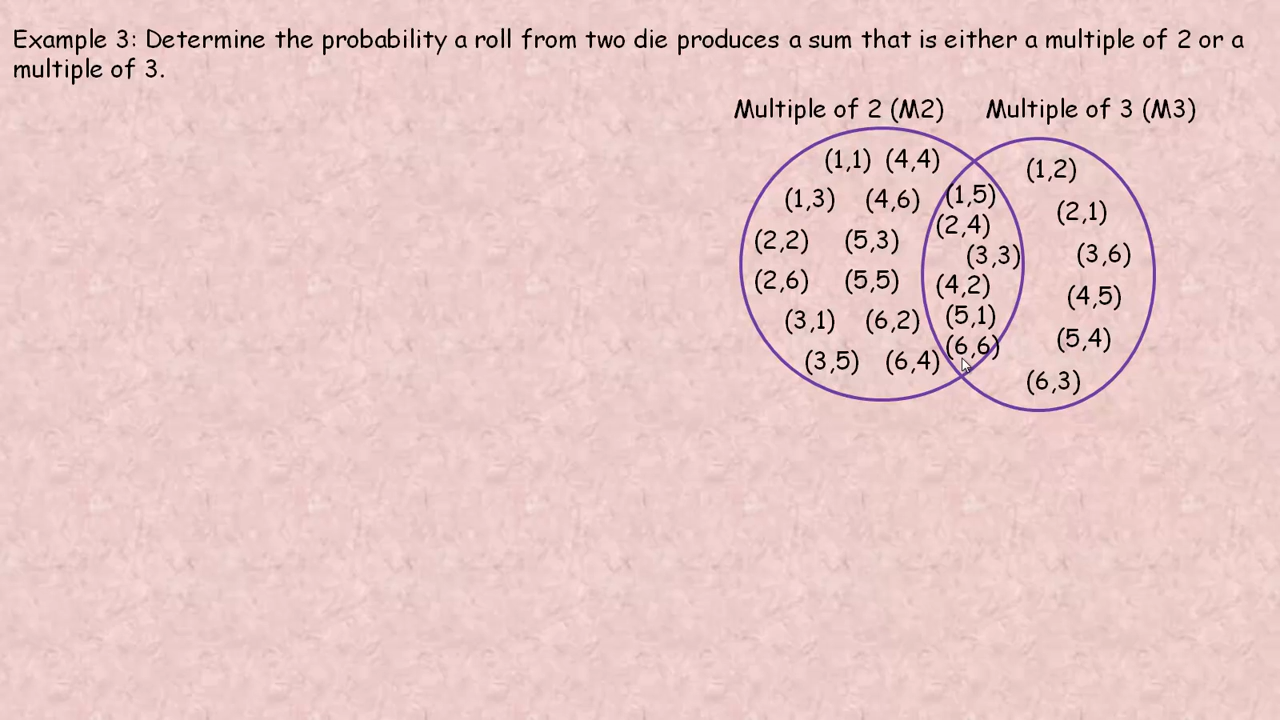 Example 3: Determine the probability a roll from two die produces a sum that is either a multiple of 2 or a
multiple of 3.
Multiple of 2 (M2) Multiple of 3 (M3)
(1,1) (4,4)
(1,2)
(1,3) (4,6) (1,5)
(2,1)
(2,4)
(2,2) (5,3)
(3,3) (3,6)
(2,6) (5,5) (4,2)
(4,5)
(3,1) (6,2) (5,1)
(5,4)
(6,6)
(3,5) (6,4)
(6,3)